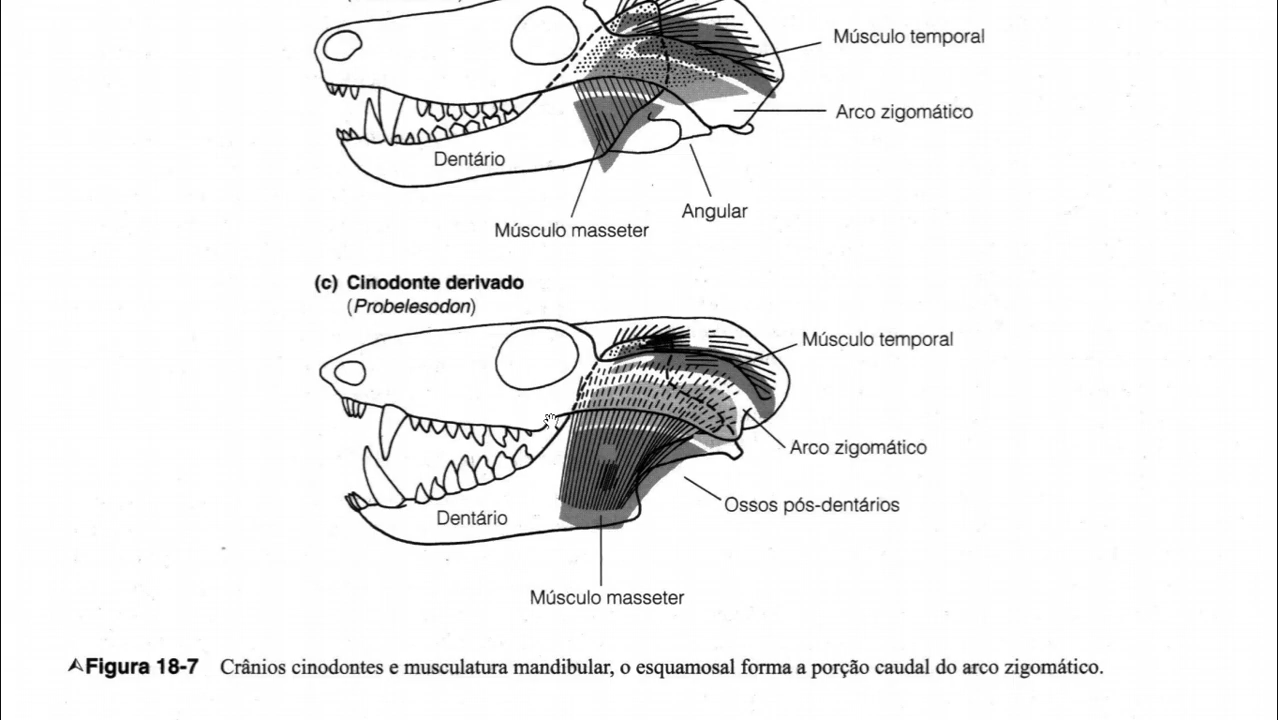 Músculo temporal
Arco zigomático
Dentário
Angular
Músculo masseter
(c) Cinodonte derivado
(Probelesodon)
Músculo temporal
Arco zigomático
Ossos pós-dentários
Dentário
Músculo masseter
Figura 18-7 Crânios cinodontes e musculatura mandibular, o esquamosal forma a porção caudal do arco zigomático.